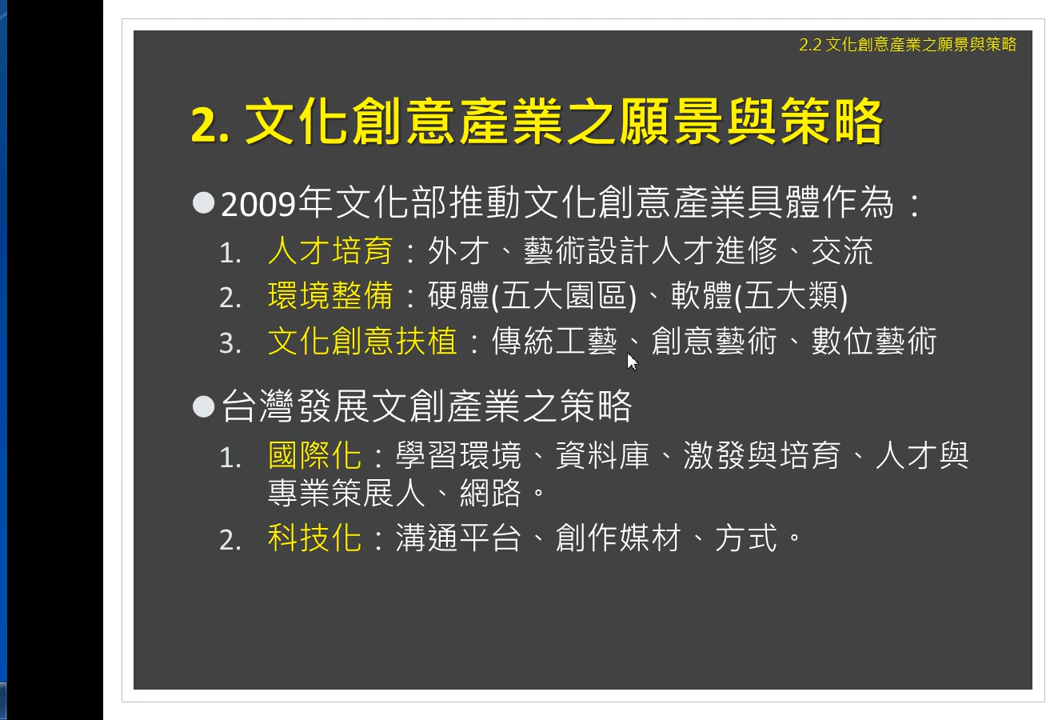 2.2 文化創意產業之願景與策略
2. 文化創意產業之願景與策略
●2009年文化部推動文化創意產業具體作為：
1. 人才培育：外才、藝術設計人才進修、交流
2. 環境整備：硬體(五大園區)、軟體(五大類)
3. 文化創意扶植：傳統工藝、創意藝術、數位藝術
●台灣發展文創產業之策略
1. 國際化：學習環境、資料庫、激發與培育、人才與
專業策展人、網路。
2. 科技化：溝通平台、創作媒材、方式。